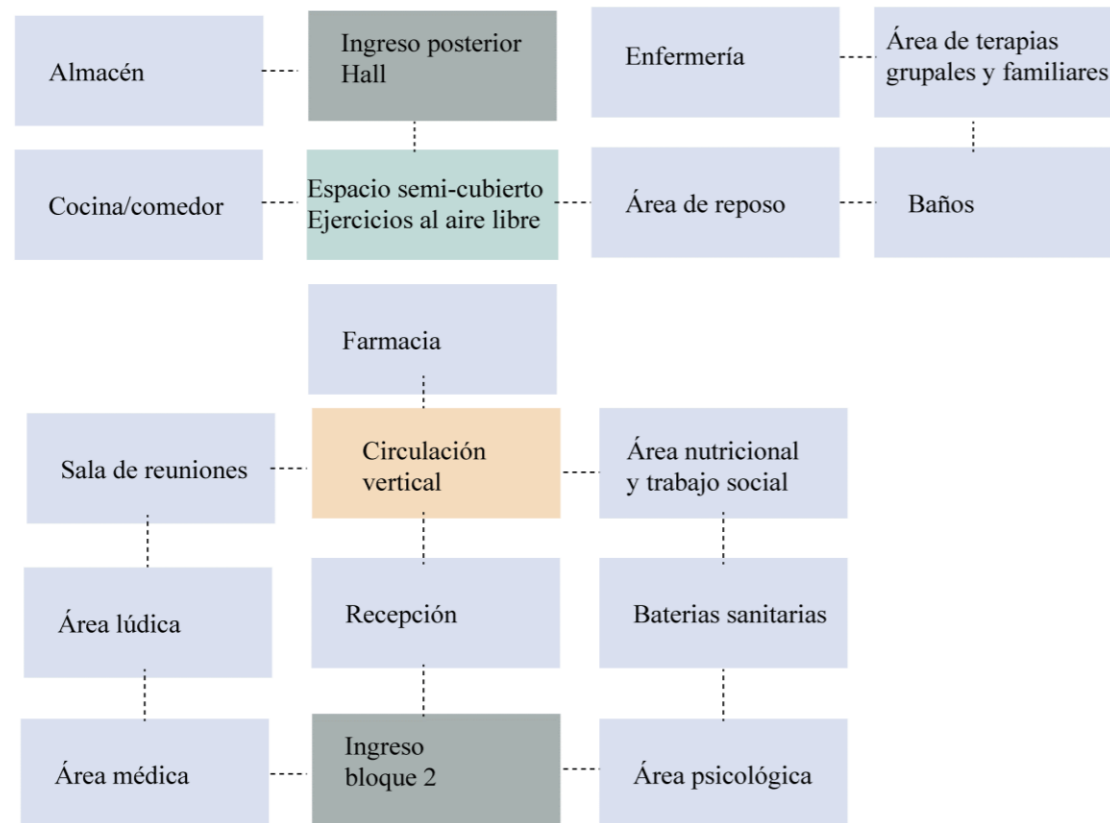 Almacén
Ingreso posterior
Hall
Enfermería
Área de terapias
grupales y familiares
Cocina/comedor
Espacio semi-cubierto
Ejercicios al aire libre
Área de reposo
Baños
Farmacia
Sala de reuniones
Circulación
vertical
Área nutricional
y trabajo social
Área lúdica
Recepción
Baterias sanitarias
Área médica
Ingreso
bloque 2
Área psicológica